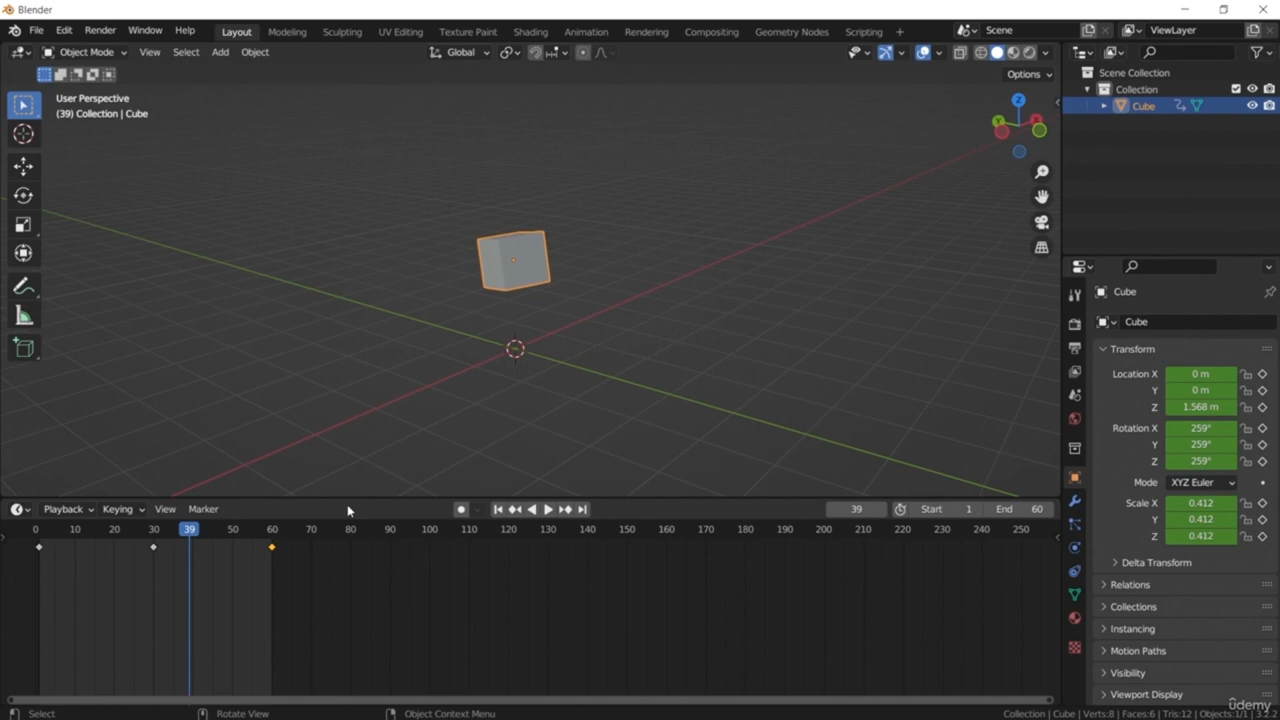 Blender
File Edit Render Window Help Layout Modeling Sculpting UV Editing Texture Paint Shading Animation Rendering Compositing Geometry Nodes Scripting + Scene ViewLayer
Object Mode View Select Add Object Global
Options
User Perspective
(39) Collection | Cube
Z
Y
X
Scene Collection
Collection
Cube
Cube
Cube
Transform
Location X 0 m
Y 0 m
Z 1.568 m
Rotation X 259°
Y 259°
Z 259°
Mode XYZ Euler
Scale X 0.412
Y 0.412
Z 0.412
Delta Transform
Relations
Collections
Instancing
Motion Paths
Visibility
Viewport Display
Playback Keying View Marker 39 Start 1 End 60
0 10 20 39 50 60 70 80 90 100 110 120 130 140 150 160 170 180 190 200 210 220 230 240 250
Select Rotate View Object Context Menu Collection | Cube | Verts:8 | Faces:6 | Tris:12 | Objects:1/1 | 3.2.2
ûdemy